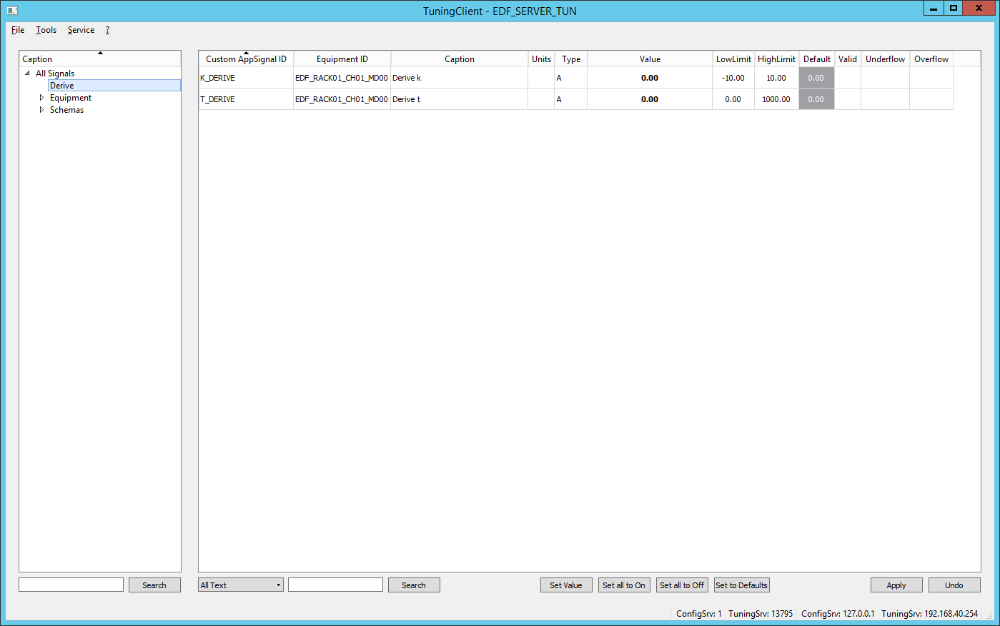 TuningClient - EDF_SERVER_TUN
File Tools Service ?
Caption
All Signals
Derive
Equipment
Schemas
Custom AppSignal ID Equipment ID Caption Units Type Value LowLimit HighLimit Default Valid Underflow Overflow
K_DERIVE EDF_RACK01_CH01_MD00 Derive k A 0.00 -10.00 10.00 0.00
T_DERIVE EDF_RACK01_CH01_MD00 Derive t A 0.00 0.00 1000.00 0.00
Search All Text Search Set Value Set all to On Set all to Off Set to Defaults Apply Undo
ConfigSrv: 1 TuningSrv: 13795 ConfigSrv: 127.0.0.1 TuningSrv: 192.168.40.254